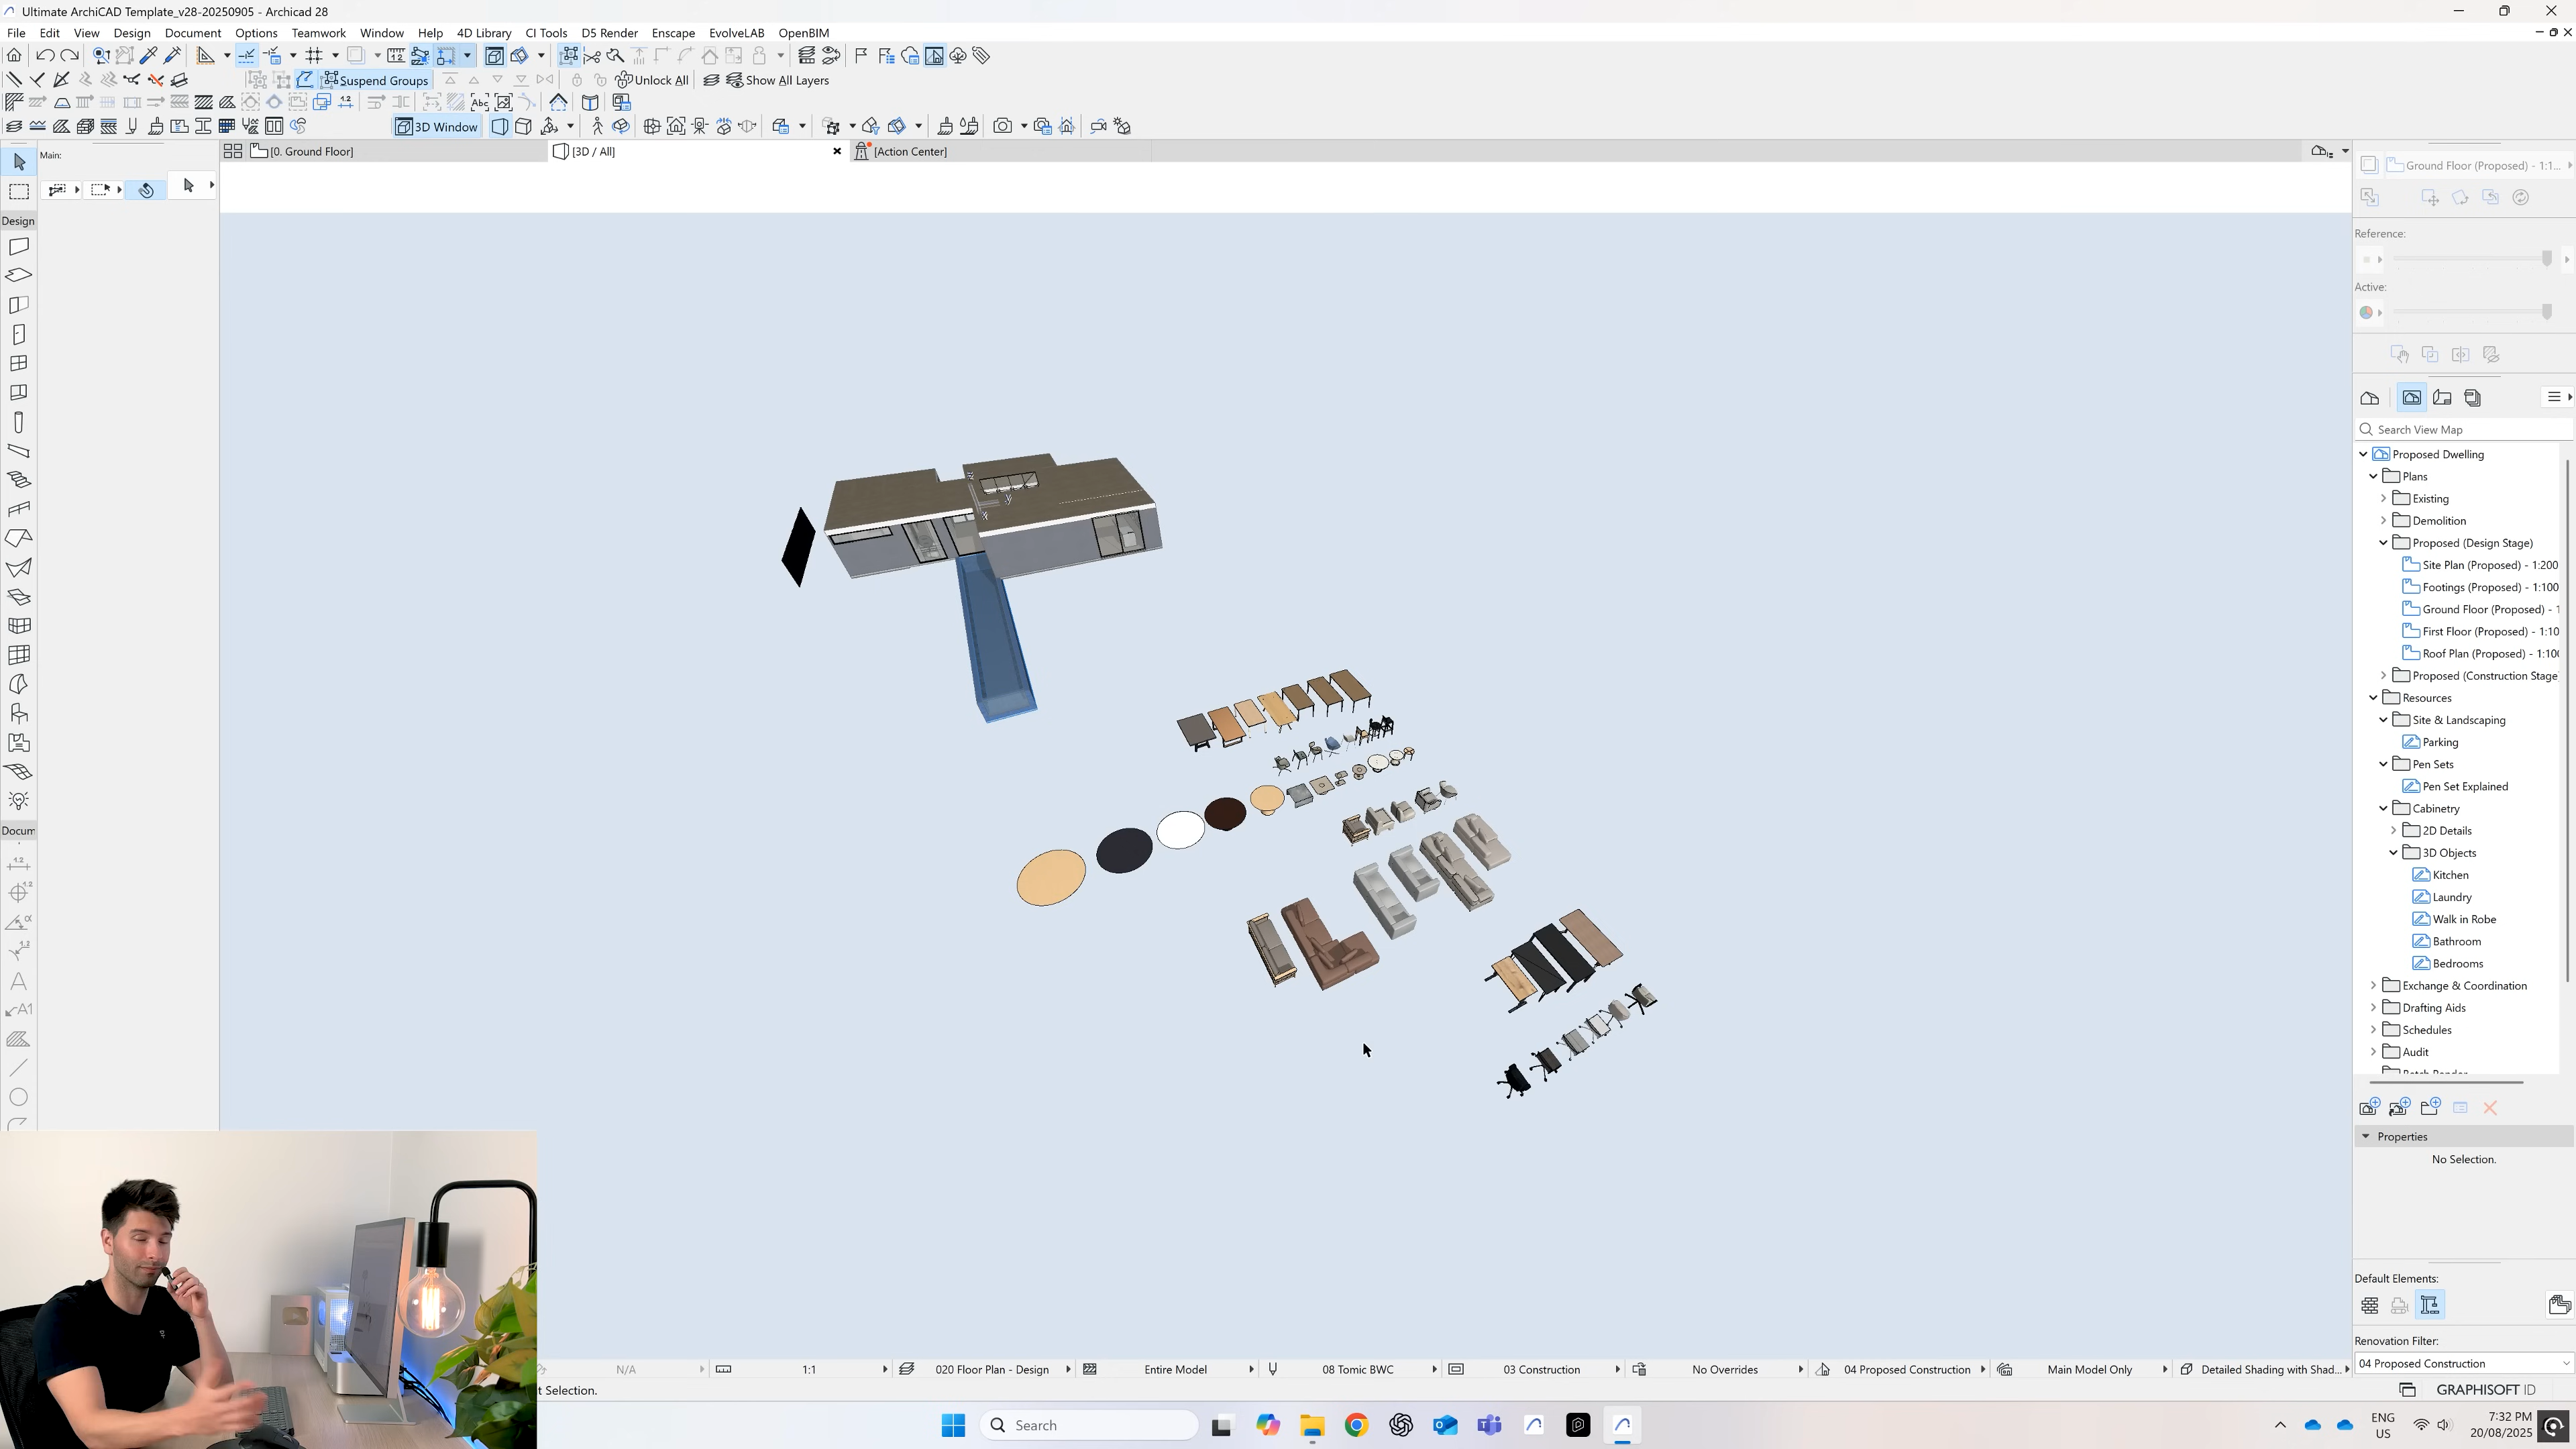 Ultimate ArchiCAD Template_v28-20250905 - Archicad 28
File Edit View Design Document Options Teamwork Window Help 4D Library CI Tools D5 Render Enscape EvolveLAB OpenBIM
Suspend Groups Unlock All Show All Layers
3D Window
Main:
[0. Ground Floor] [3D / All] [Action Center]
Design
Docum
Ground Floor (Proposed) - 1:1...
Reference:
Active:
Search View Map
Proposed Dwelling
Plans
Existing
Demolition
Proposed (Design Stage)
Site Plan (Proposed) - 1:200
Footings (Proposed) - 1:100
Ground Floor (Proposed) - 1
First Floor (Proposed) - 1:10
Roof Plan (Proposed) - 1:100
Proposed (Construction Stage
Resources
Site & Landscaping
Parking
Pen Sets
Pen Set Explained
Cabinetry
2D Details
3D Objects
Kitchen
Laundry
Walk in Robe
Bathroom
Bedrooms
Exchange & Coordination
Drafting Aids
Schedules
Audit
Properties
No Selection.
Default Elements:
Renovation Filter:
04 Proposed Construction
N/A 1:1 020 Floor Plan - Design Entire Model 08 Tomic BWC 03 Construction No Overrides 04 Proposed Construction Main Model Only Detailed Shading with Shad...
t Selection.
GRAPHISOFT ID
Search
ENG
US
7:32 PM
20/08/2025